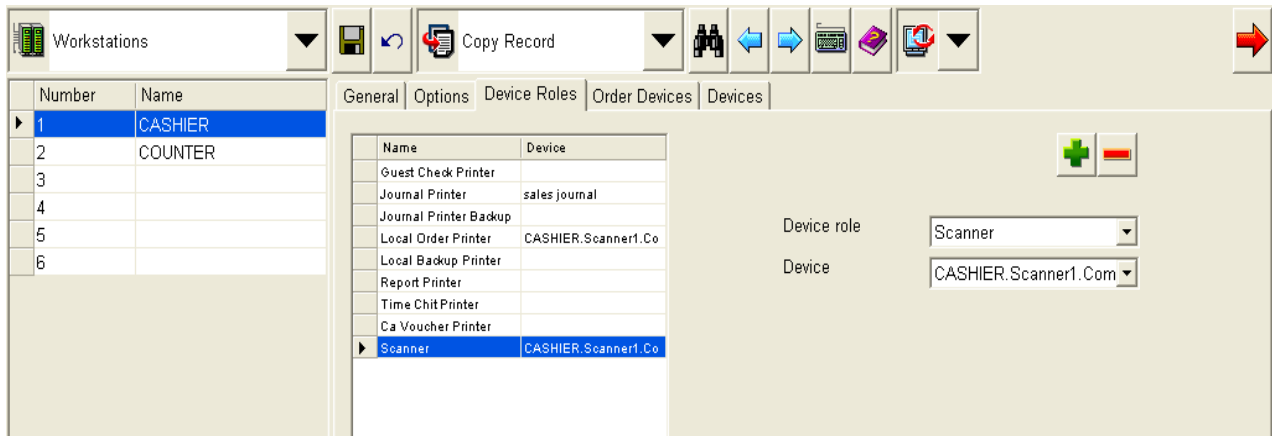 Workstations
Copy Record
Number Name
1 CASHIER
2 COUNTER
3
4
5
6
General Options Device Roles Order Devices Devices
Name Device
Guest Check Printer
Journal Printer sales journal
Journal Printer Backup
Local Order Printer CASHIER.Scanner1.Co
Local Backup Printer
Report Printer
Time Chit Printer
Ca Voucher Printer
Scanner CASHIER.Scanner1.Co
Device role Scanner
Device CASHIER.Scanner1.Com